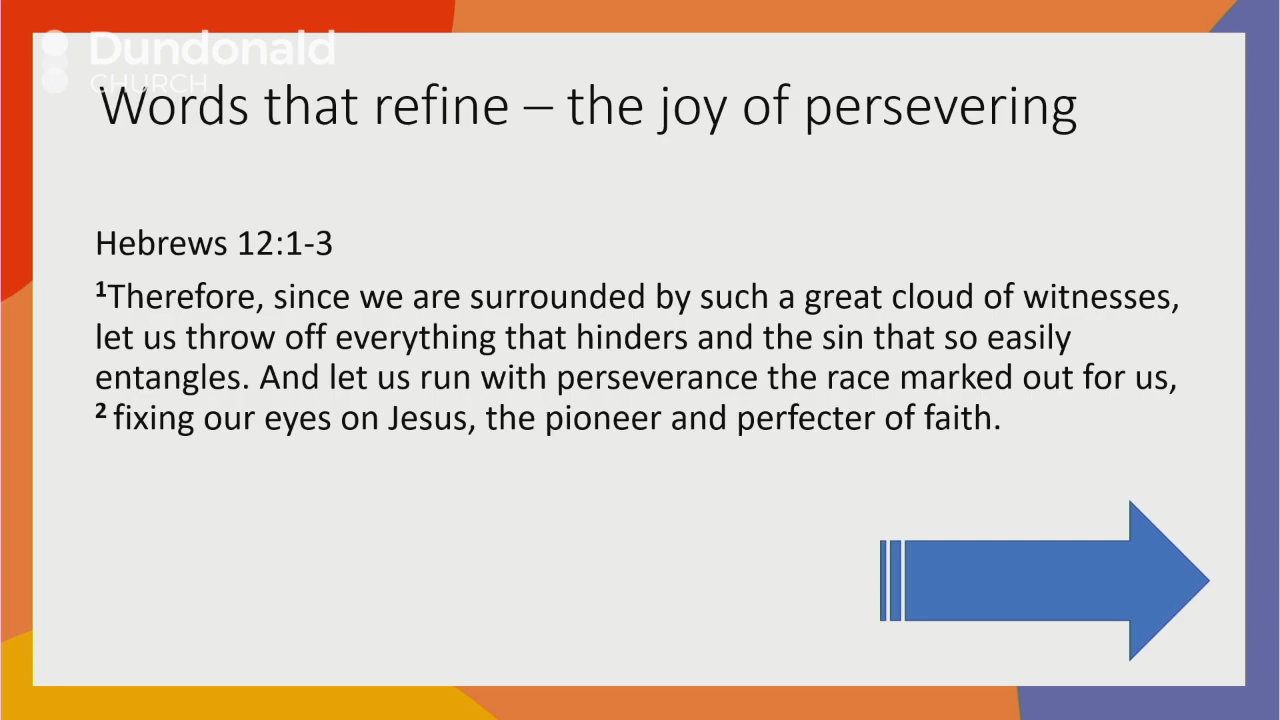 Dundonald
CHURCH
Words that refine – the joy of persevering
Hebrews 12:1-3
¹Therefore, since we are surrounded by such a great cloud of witnesses,
let us throw off everything that hinders and the sin that so easily
entangles. And let us run with perseverance the race marked out for us,
² fixing our eyes on Jesus, the pioneer and perfecter of faith.